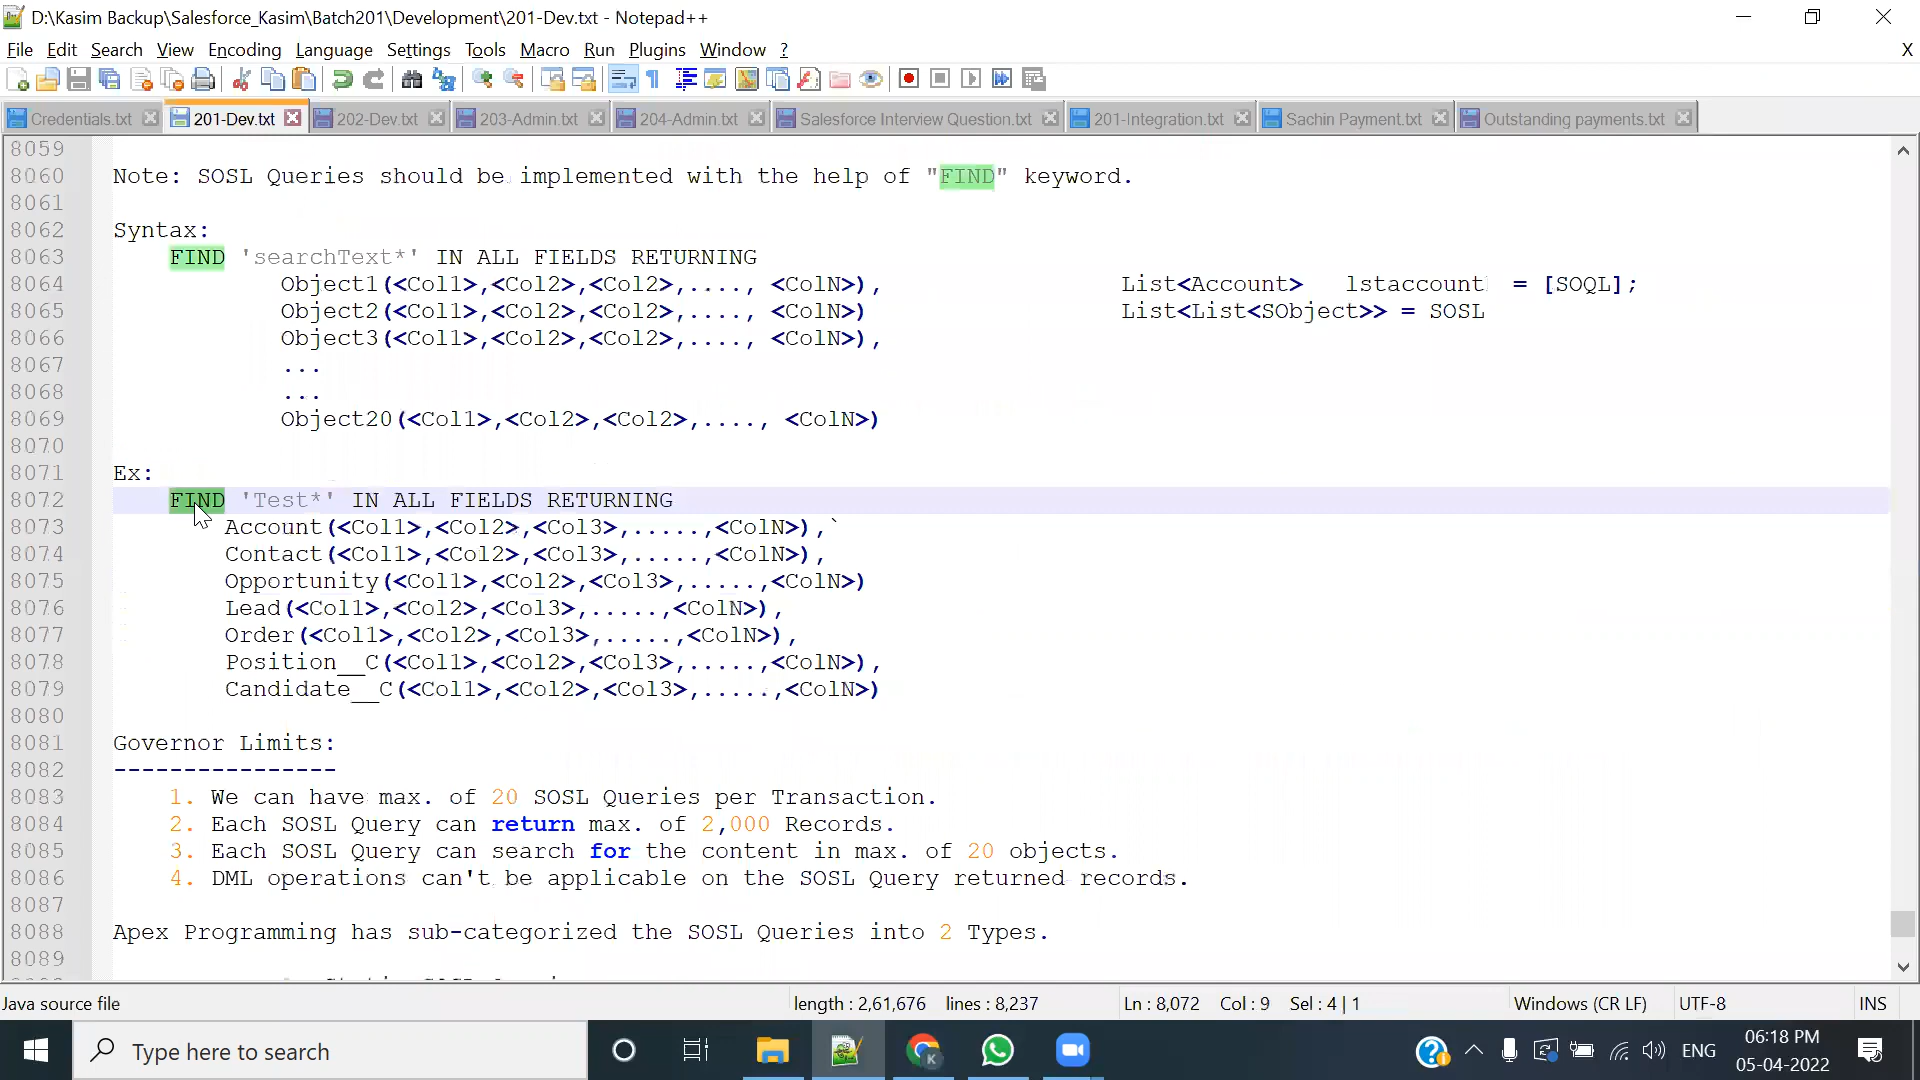 D:\Kasim Backup\Salesforce_Kasim\Batch201\Development\201-Dev.txt - Notepad++
File Edit Search View Encoding Language Settings Tools Macro Run Plugins Window ? X
Credentials.txt 201-Dev.txt 202-Dev.txt 203-Admin.txt 204-Admin.txt Salesforce Interview Question.txt 201-Integration.txt Sachin Payment.txt Outstanding payments.txt
8059
8060 Note: SOSL Queries should be implemented with the help of "FIND" keyword.
8061
8062 Syntax:
8063 FIND 'searchText*' IN ALL FIELDS RETURNING
8064 Object1(<Col1>,<Col2>,<Col2>,...., <ColN>), List<Account> lstaccount = [SOQL];
8065 Object2(<Col1>,<Col2>,<Col2>,...., <ColN>) List<List<SObject>> = SOSL
8066 Object3(<Col1>,<Col2>,<Col2>,...., <ColN>),
8067 ...
8068 ...
8069 Object20(<Col1>,<Col2>,<Col2>,...., <ColN>)
8070
8071 Ex:
8072 FIND 'Test*' IN ALL FIELDS RETURNING
8073 Account(<Col1>,<Col2>,<Col3>,.....,<ColN>),`
8074 Contact(<Col1>,<Col2>,<Col3>,.....,<ColN>),
8075 Opportunity(<Col1>,<Col2>,<Col3>,.....,<ColN>)
8076 Lead(<Col1>,<Col2>,<Col3>,.....,<ColN>),
8077 Order(<Col1>,<Col2>,<Col3>,.....,<ColN>),
8078 Position__C(<Col1>,<Col2>,<Col3>,.....,<ColN>),
8079 Candidate__C(<Col1>,<Col2>,<Col3>,.....,<ColN>)
8080
8081 Governor Limits:
8082 ----------------
8083 1. We can have max. of 20 SOSL Queries per Transaction.
8084 2. Each SOSL Query can return max. of 2,000 Records.
8085 3. Each SOSL Query can search for the content in max. of 20 objects.
8086 4. DML operations can't be applicable on the SOSL Query returned records.
8087
8088 Apex Programming has sub-categorized the SOSL Queries into 2 Types.
8089
Java source file length : 2,61,676 lines : 8,237 Ln : 8,072 Col : 9 Sel : 4 | 1 Windows (CR LF) UTF-8 INS
Type here to search ENG 06:18 PM
05-04-2022